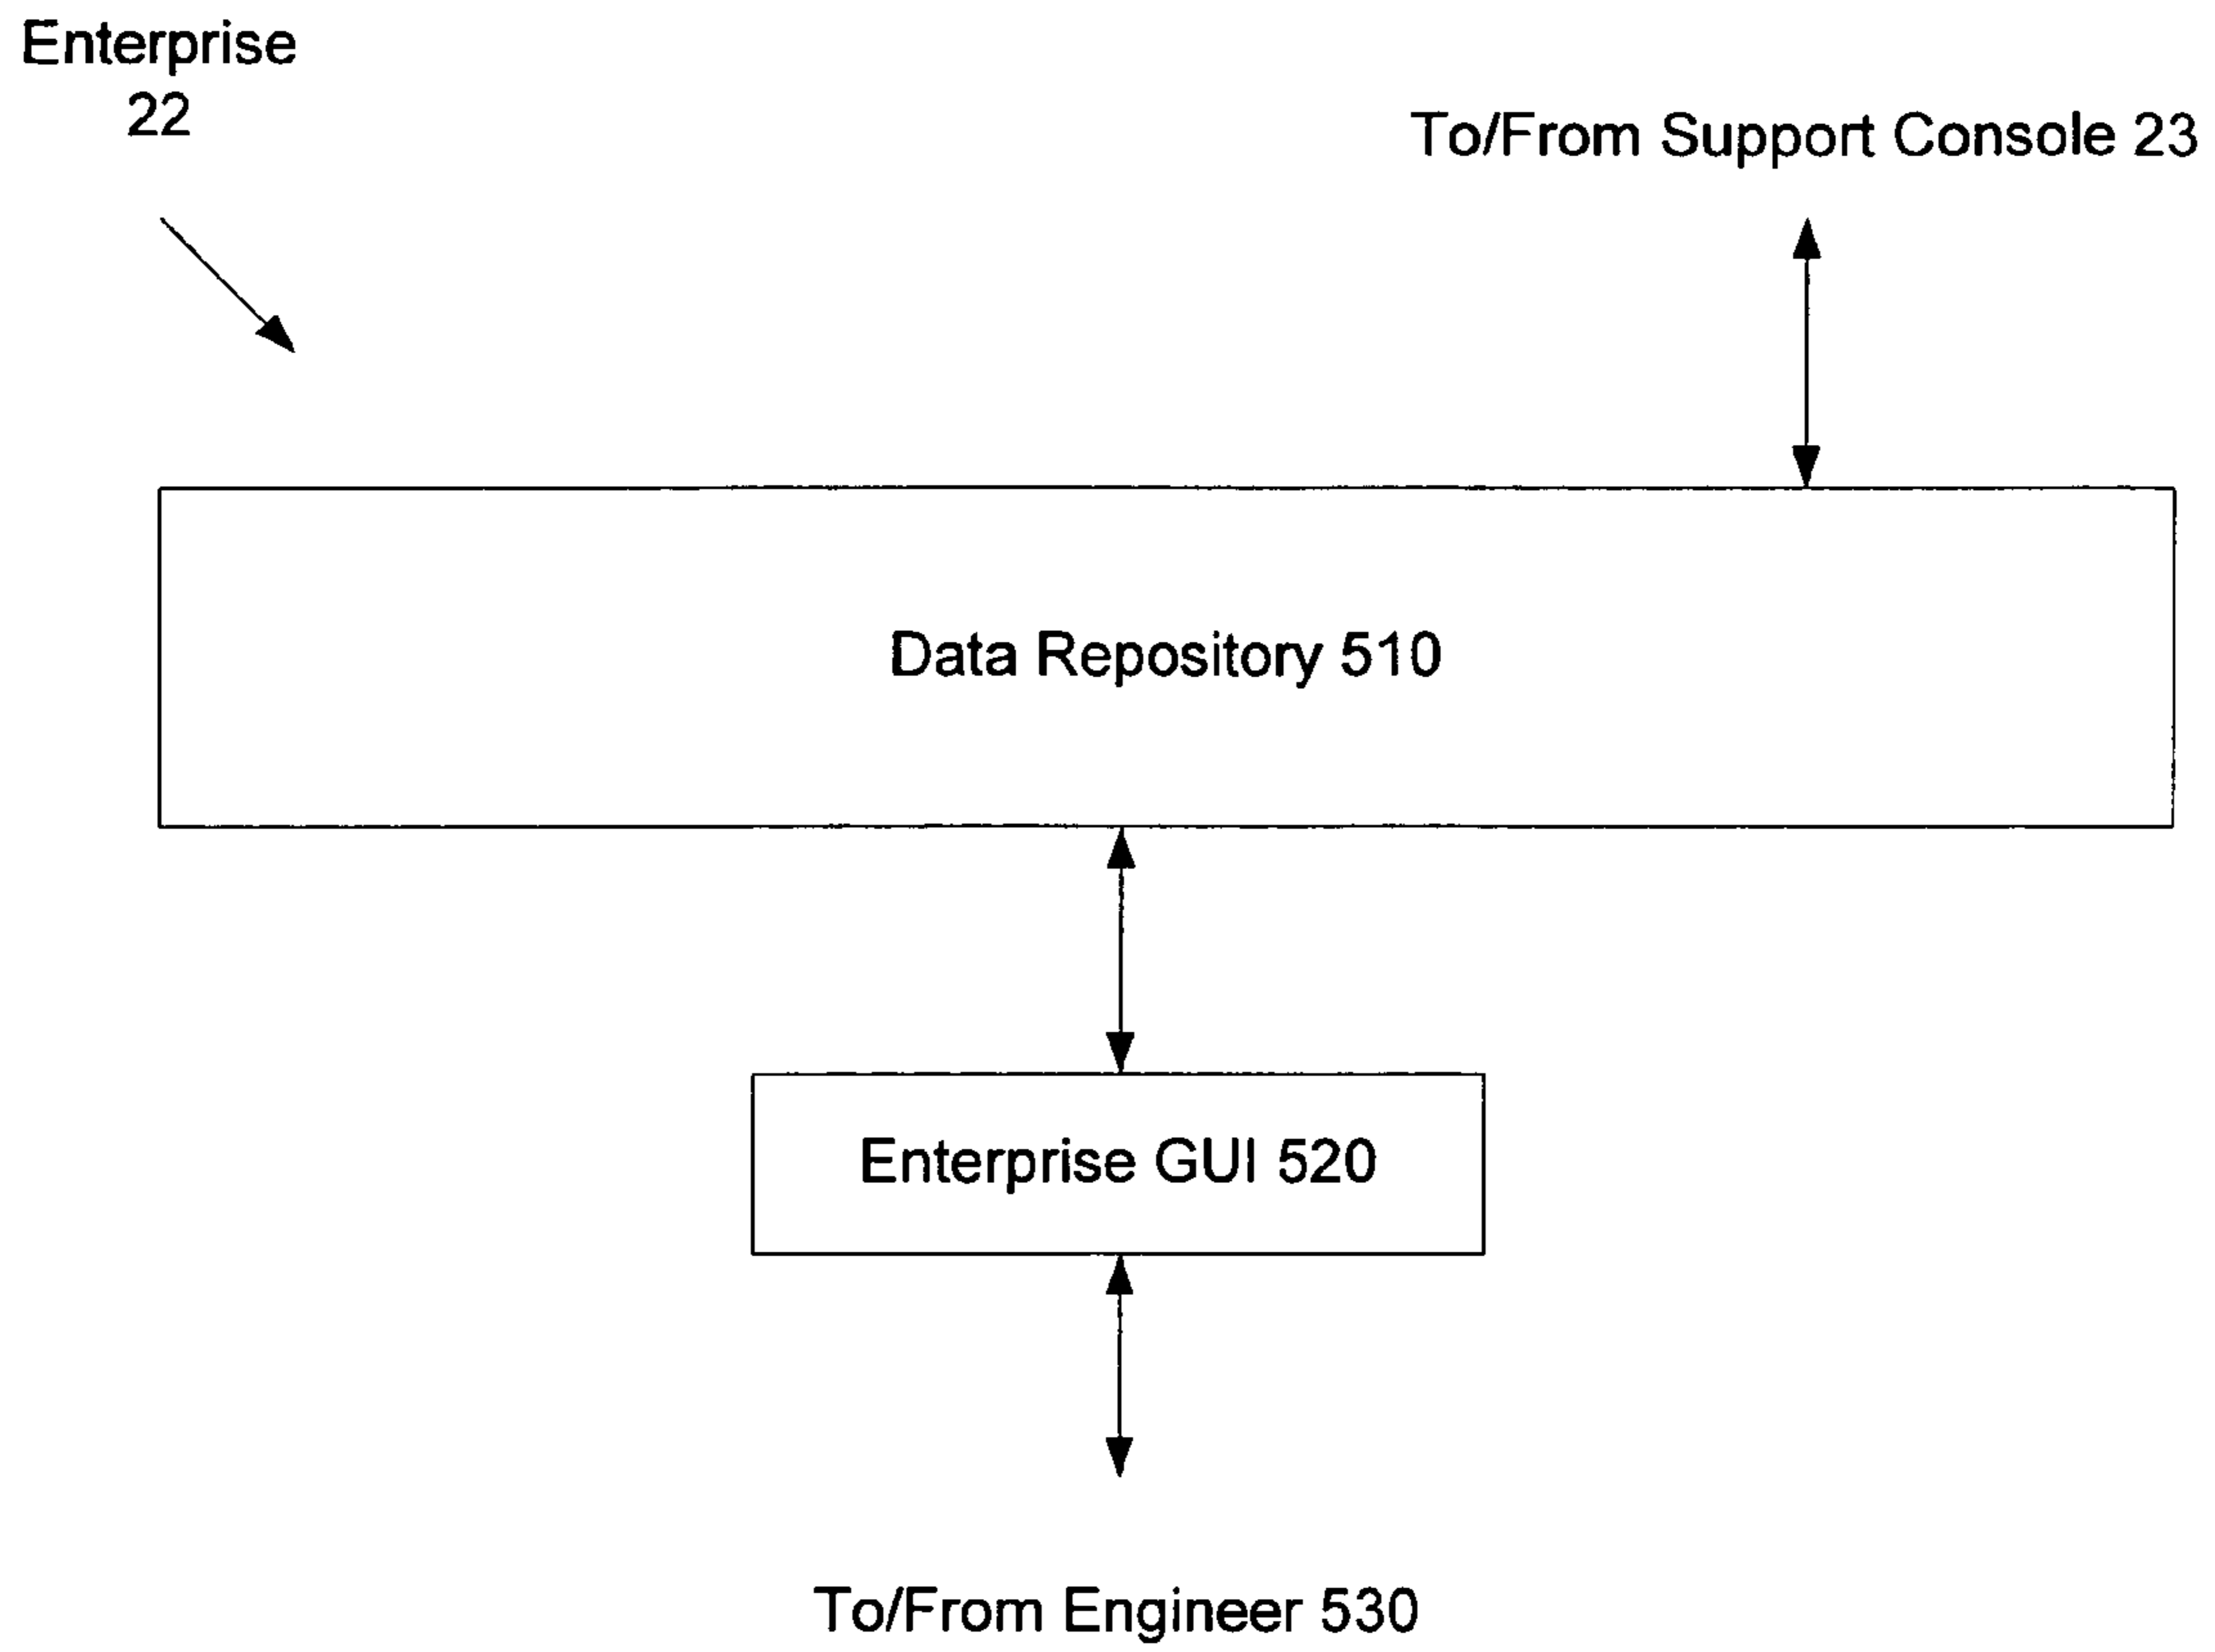 Enterprise
22
To/From Support Console 23
Data Repository 510
Enterprise GUI 520
To/From Engineer 530